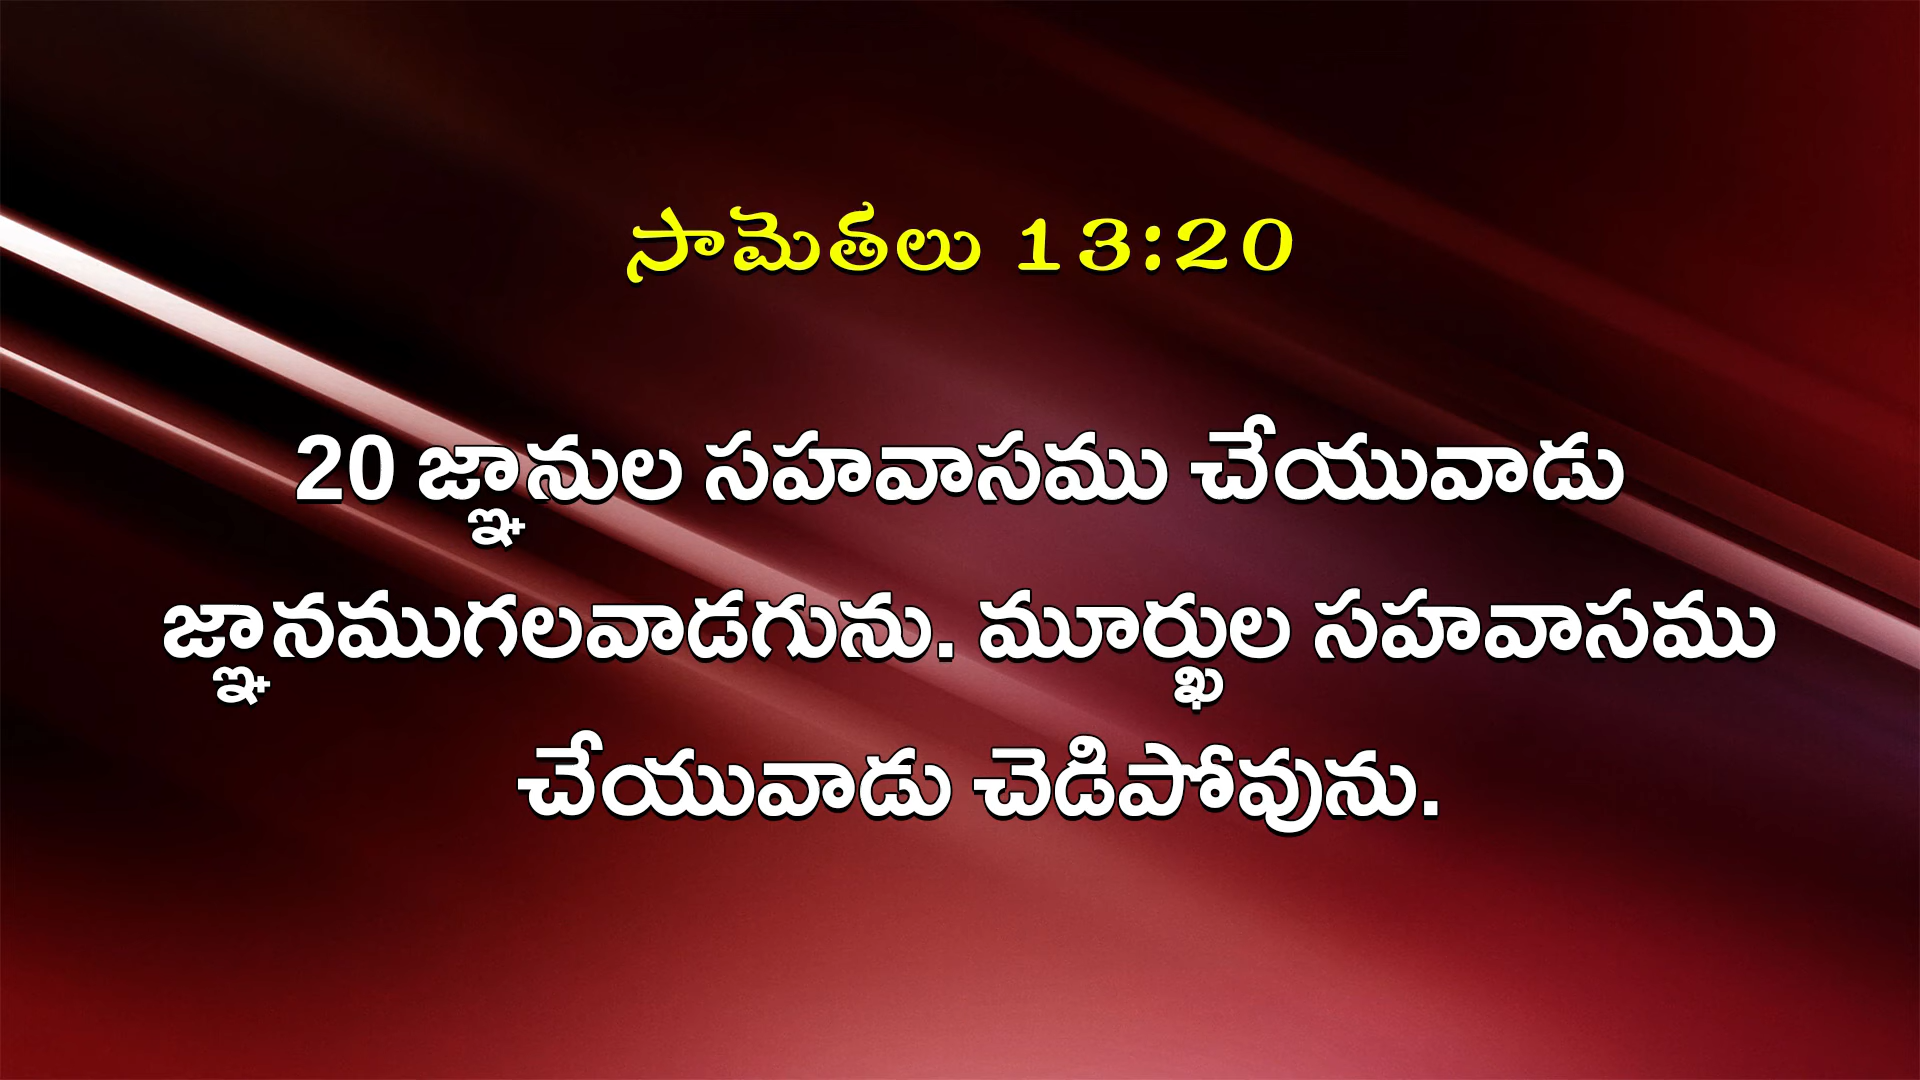 సామెతలు 13:20
20 జ్ఞానుల సహవాసము చేయువాడు
జ్ఞానముగలవాడగును. మూర్ఖుల సహవాసము
చేయువాడు చెడిపోవును.